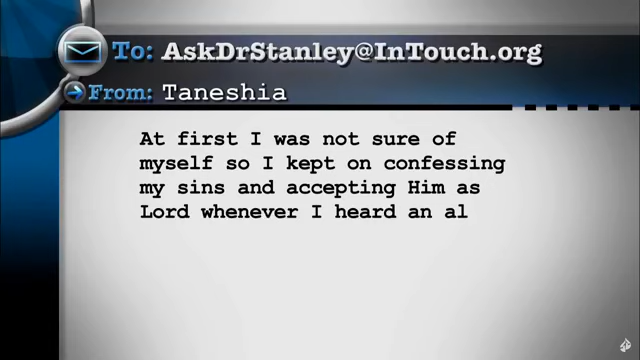 To: AskDrStanley@InTouch.org
From: Taneshia
At first I was not sure of
myself so I kept on confessing
my sins and accepting Him as
Lord whenever I heard an al